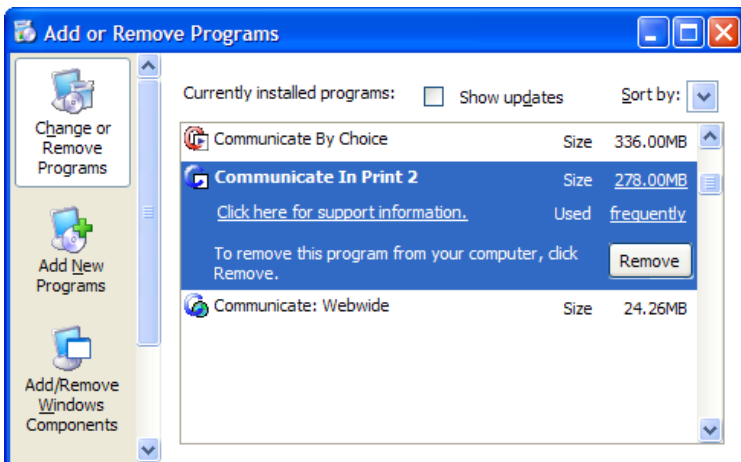 Add or Remove Programs
Change or
Remove
Programs
Add New
Programs
Add/Remove
Windows
Components
Currently installed programs: Show updates Sort by:
Communicate By Choice Size 336.00MB
Communicate In Print 2 Size 278.00MB
Click here for support information. Used frequently
To remove this program from your computer, click
Remove.
Remove
Communicate: Webwide Size 24.26MB